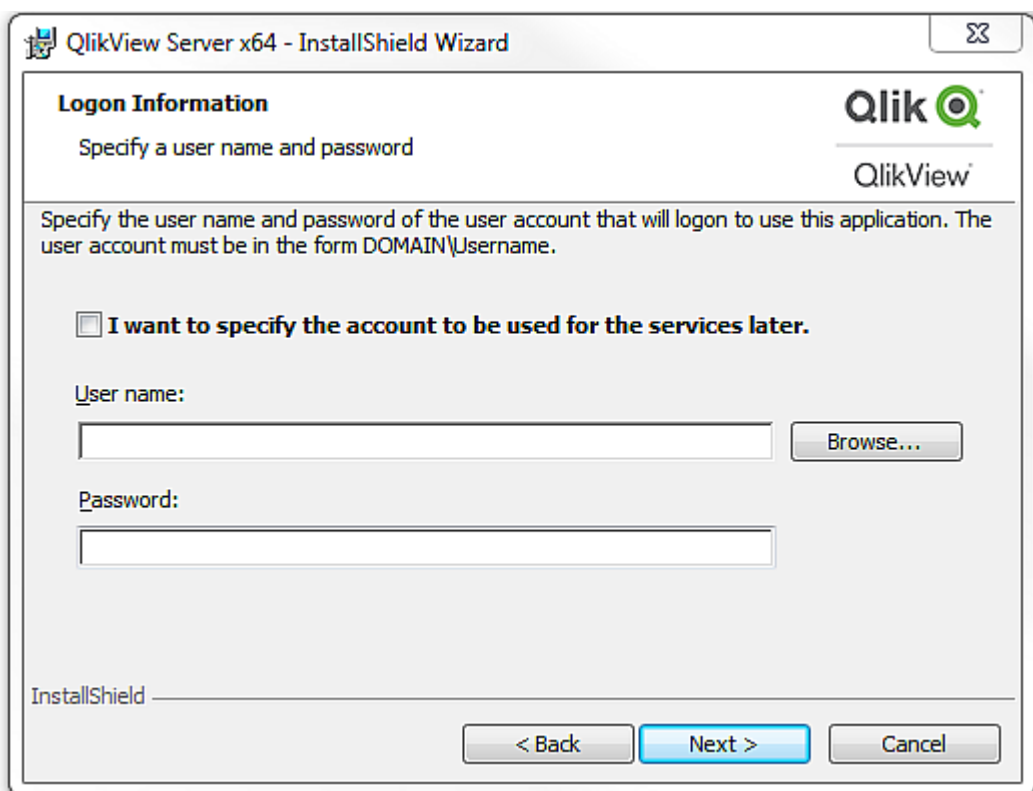 QlikView Server x64 - InstallShield Wizard
Logon Information
Specify a user name and password
Qlik
QlikView
Specify the user name and password of the user account that will logon to use this application. The
user account must be in the form DOMAIN\Username.
I want to specify the account to be used for the services later.
User name:
Browse...
Password:
InstallShield
< Back
Next >
Cancel